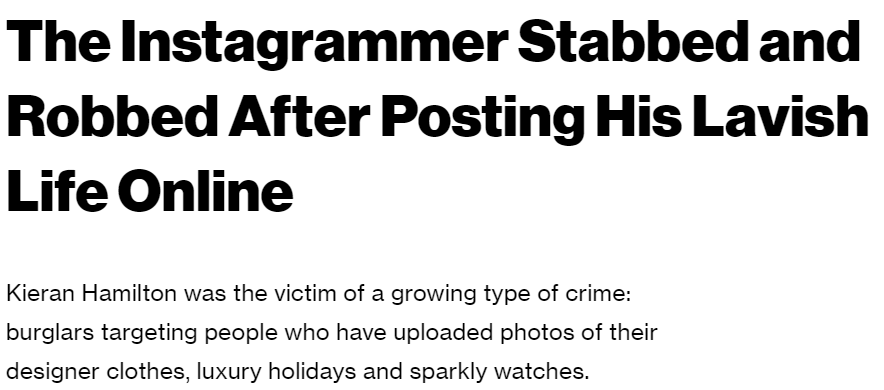 The Instagrammer Stabbed and
Robbed After Posting His Lavish
Life Online
Kieran Hamilton was the victim of a growing type of crime:
burglars targeting people who have uploaded photos of their
designer clothes, luxury holidays and sparkly watches.